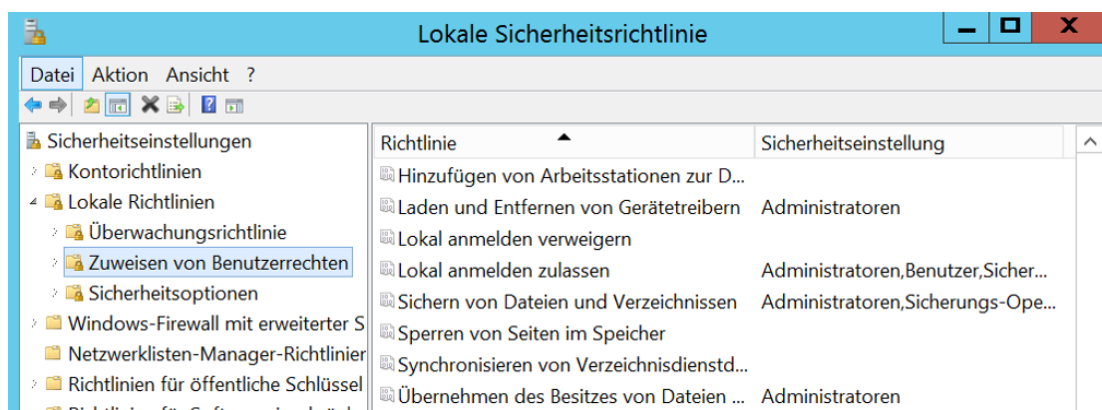 Lokale Sicherheitsrichtlinie
Datei Aktion Ansicht ?
Sicherheitseinstellungen
Kontorichtlinien
Lokale Richtlinien
Überwachungsrichtlinie
Zuweisen von Benutzerrechten
Sicherheitsoptionen
Windows-Firewall mit erweiterter S
Netzwerklisten-Manager-Richtlinier
Richtlinien für öffentliche Schlüssel
Richtlinie Sicherheitseinstellung
Hinzufügen von Arbeitsstationen zur D...
Laden und Entfernen von Gerätetreibern Administratoren
Lokal anmelden verweigern
Lokal anmelden zulassen Administratoren,Benutzer,Sicher...
Sichern von Dateien und Verzeichnissen Administratoren,Sicherungs-Ope...
Sperren von Seiten im Speicher
Synchronisieren von Verzeichnisdienstd...
Übernehmen des Besitzes von Dateien ... Administratoren